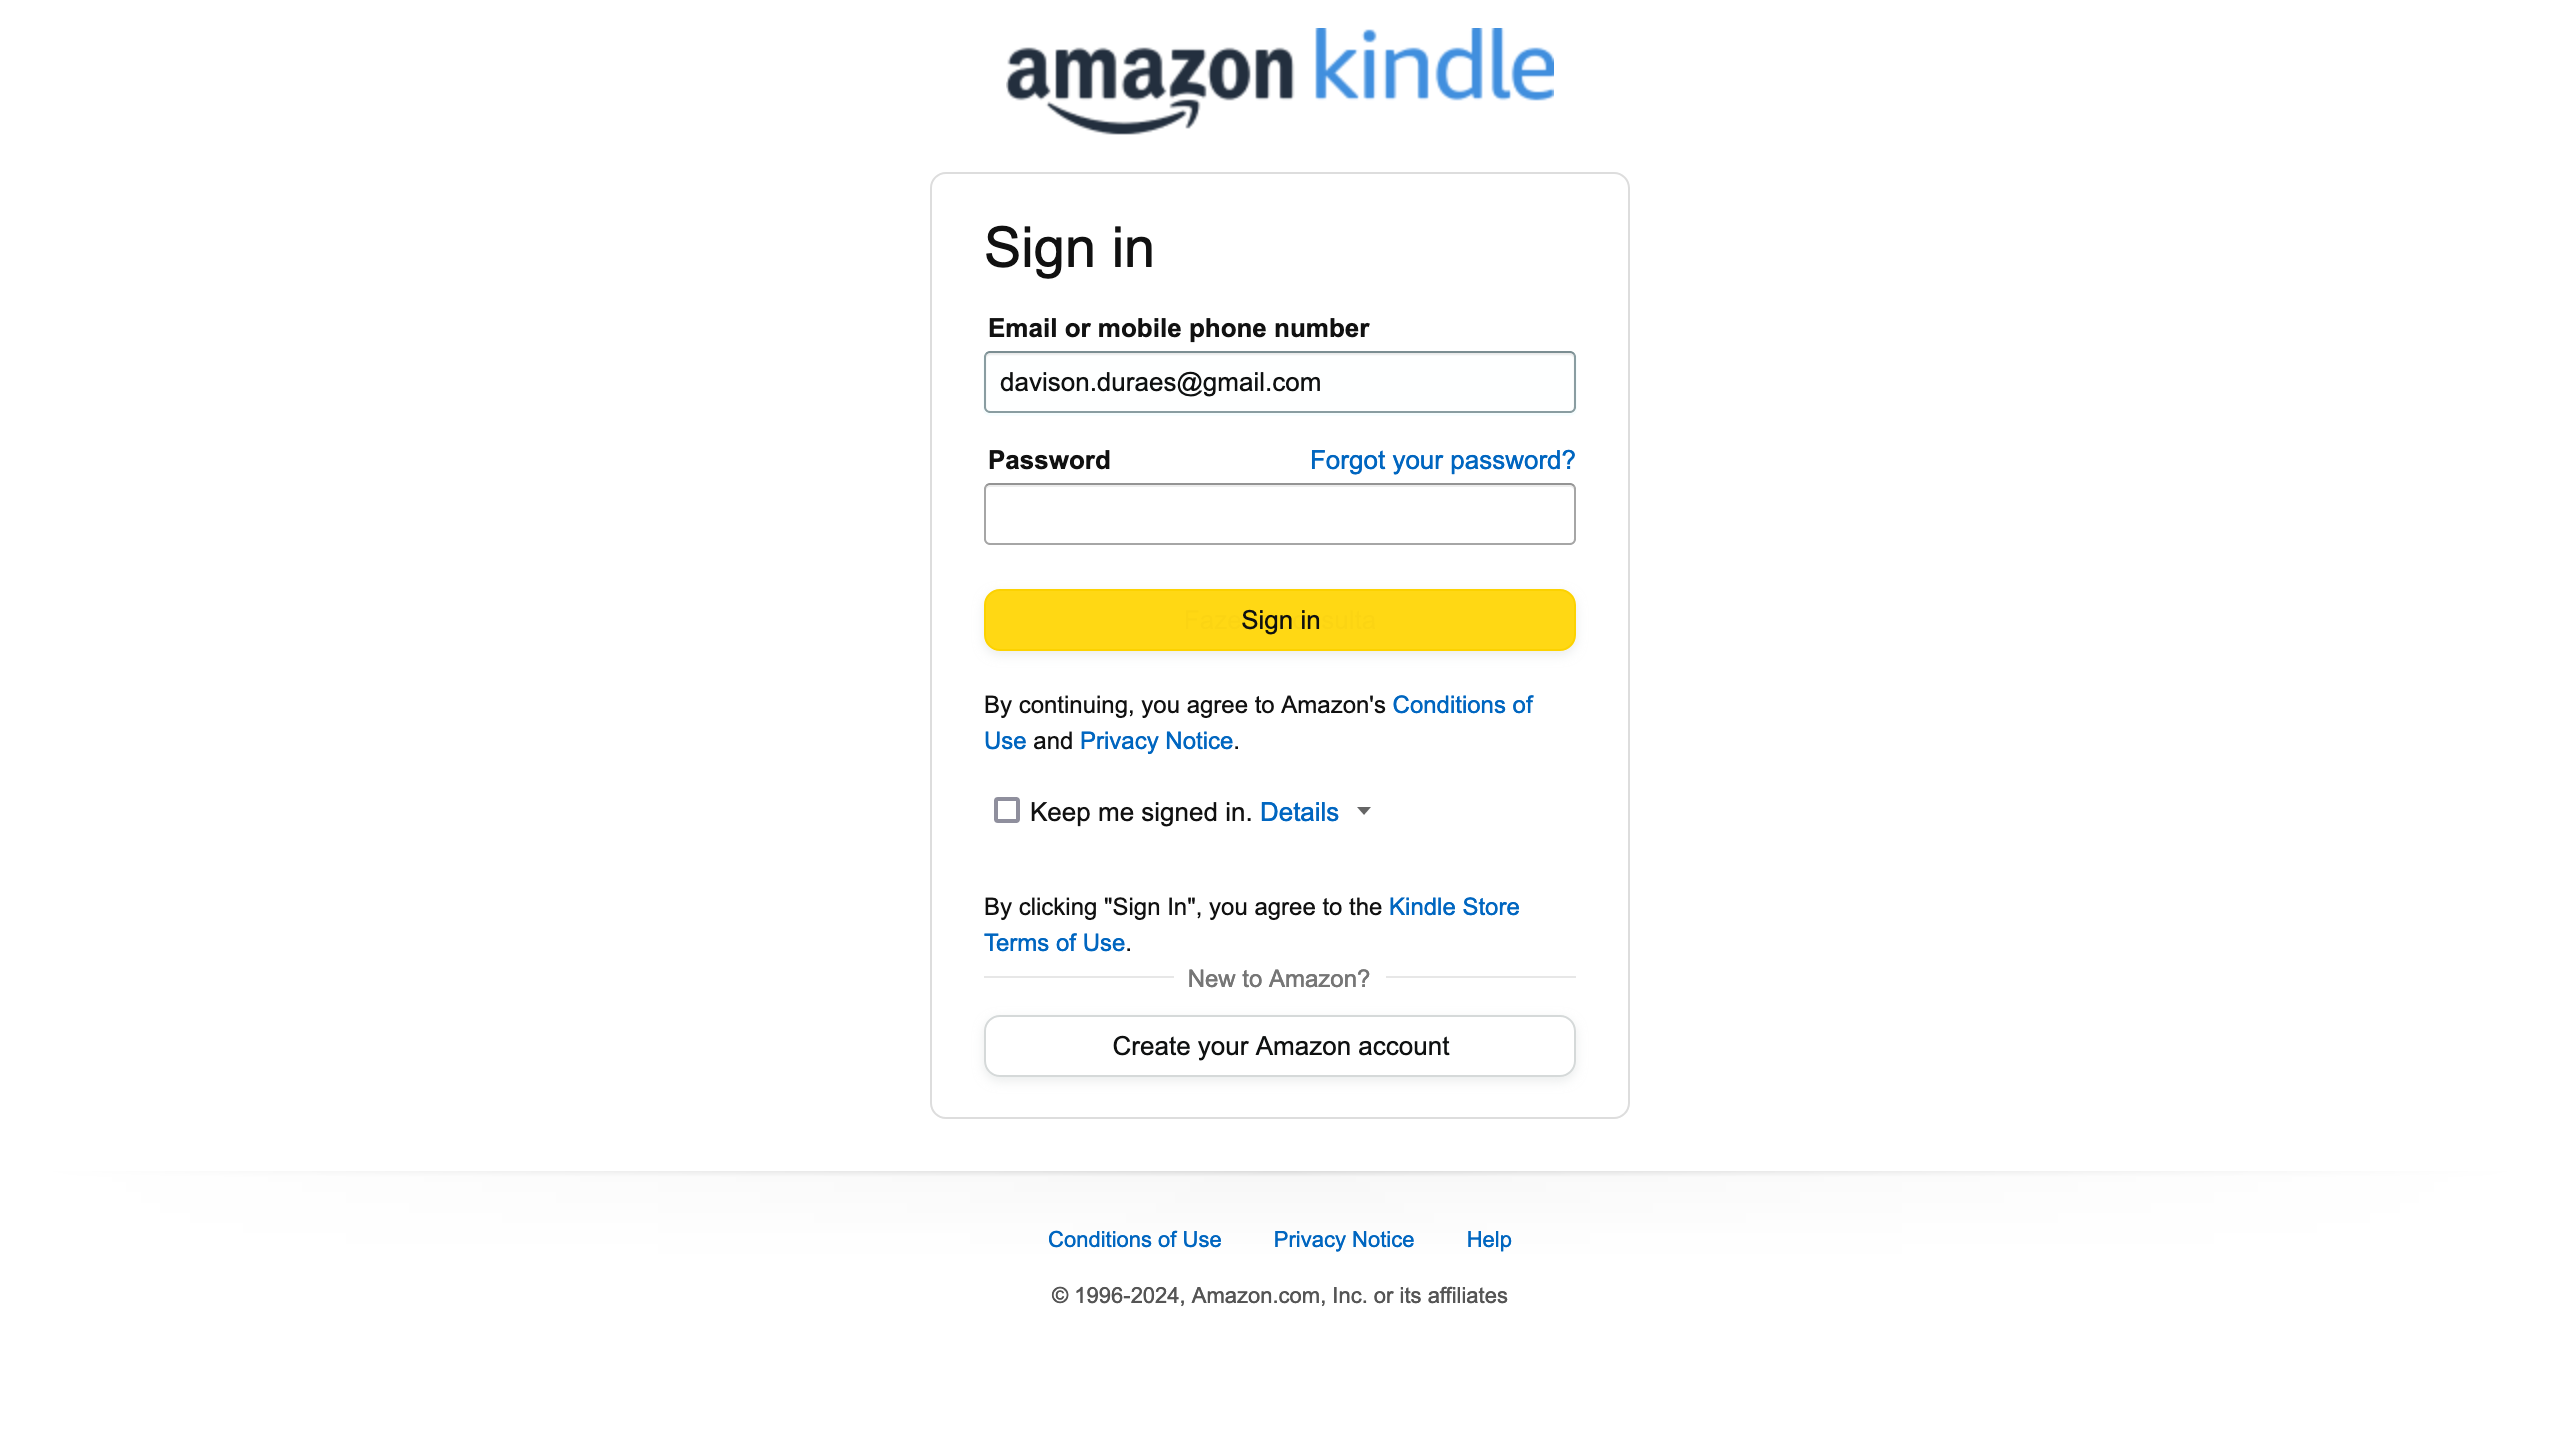 amazon kindle
Sign in
Email or mobile phone number
davison.duraes@gmail.com
Password Forgot your password?
Sign in
By continuing, you agree to Amazon's Conditions of
Use and Privacy Notice.
Keep me signed in. Details
By clicking "Sign In", you agree to the Kindle Store
Terms of Use.
New to Amazon?
Create your Amazon account
Conditions of Use Privacy Notice Help
© 1996-2024, Amazon.com, Inc. or its affiliates